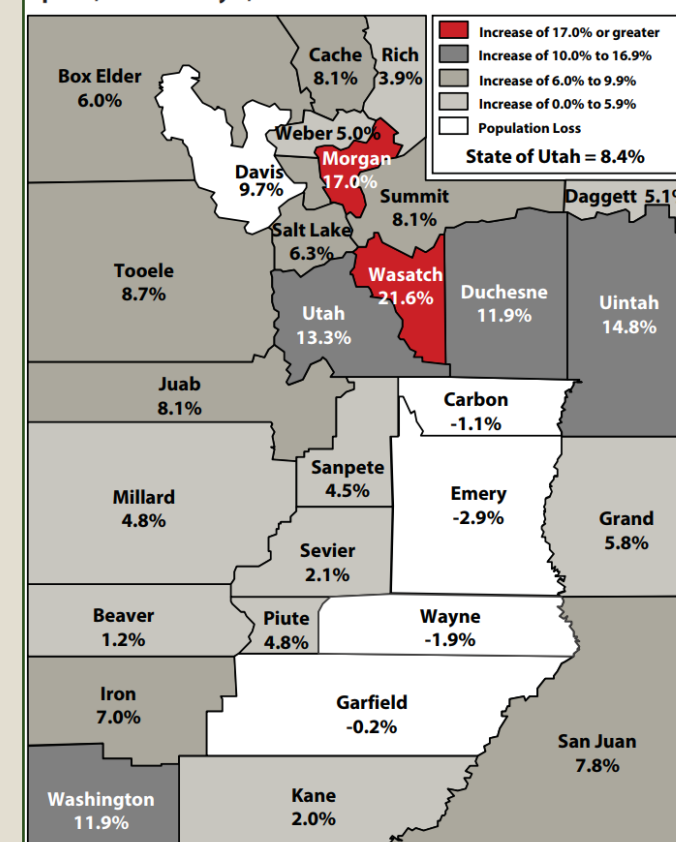 Increase of 17.0% or greater
Increase of 10.0% to 16.9%
Increase of 6.0% to 9.9%
Increase of 0.0% to 5.9%
Population Loss
State of Utah = 8.4%
Box Elder
6.0%
Cache
8.1%
Rich
3.9%
Weber 5.0%
Morgan
17.0%
Davis
9.7%
Summit
8.1%
Daggett 5.1%
Salt Lake
6.3%
Tooele
8.7%
Wasatch
21.6%
Utah
13.3%
Duchesne
11.9%
Uintah
14.8%
Juab
8.1%
Carbon
-1.1%
Sanpete
4.5%
Millard
4.8%
Emery
-2.9%
Grand
5.8%
Sevier
2.1%
Beaver
1.2%
Piute
4.8%
Wayne
-1.9%
Iron
7.0%
Garfield
-0.2%
San Juan
7.8%
Washington
11.9%
Kane
2.0%